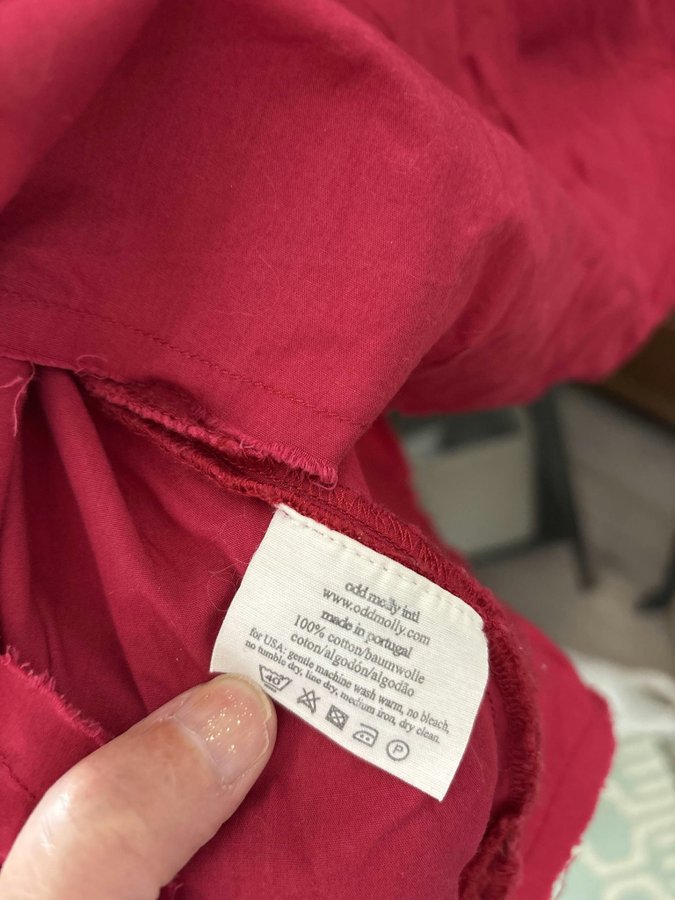 odd molly intl
www.oddmolly.com
made in portugal
100% cotton/baumwolle
coton/algodón/algodão
for USA: gentle machine wash warm, no bleach,
no tumble dry, line dry, medium iron, dry clean.
40 P